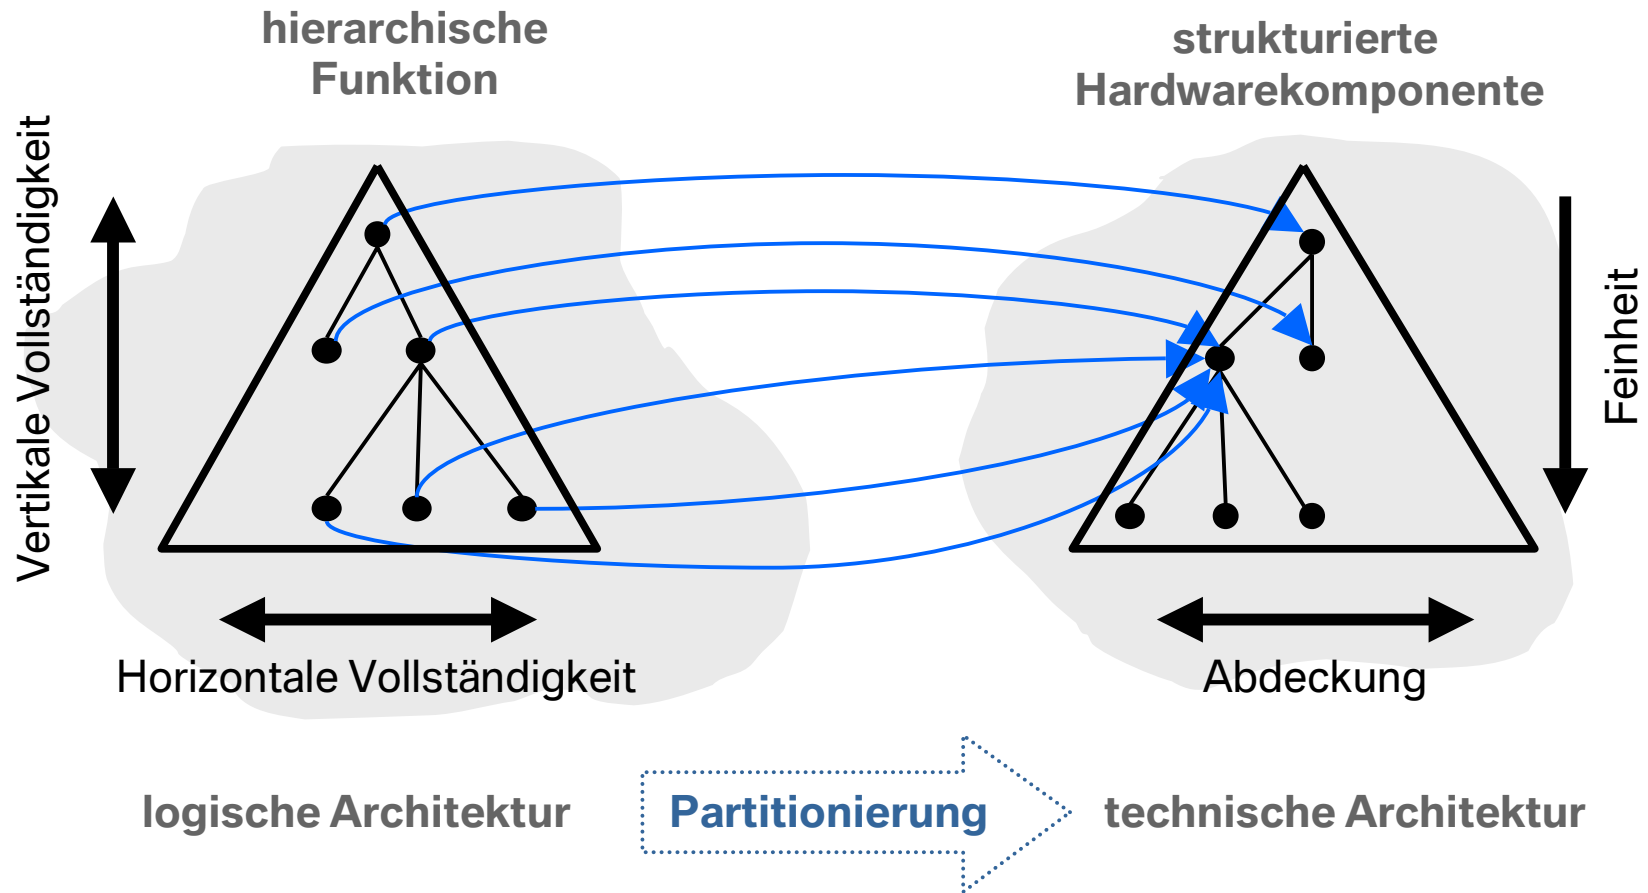 hierarchische
Funktion
strukturierte
Hardwarekomponente
Vertikale Vollständigkeit
Feinheit
Horizontale Vollständigkeit
Abdeckung
logische Architektur
Partitionierung
technische Architektur